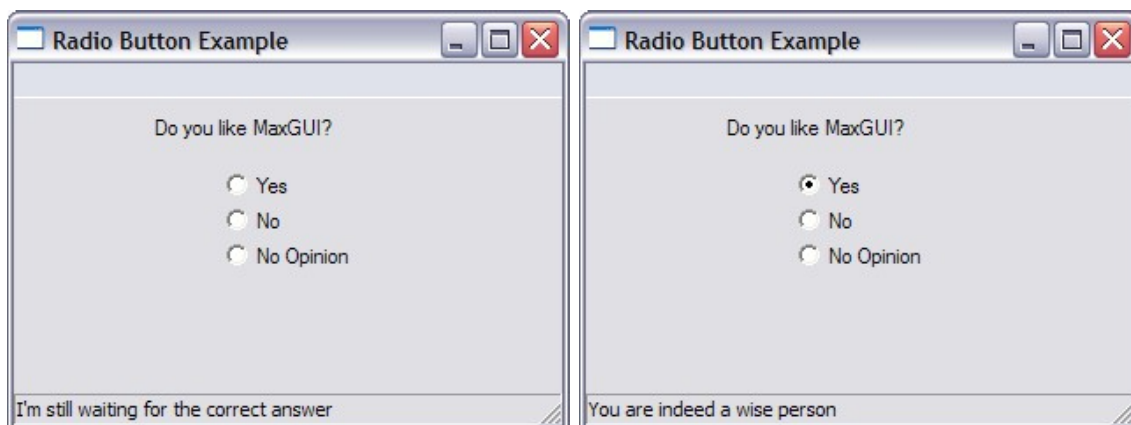 Radio Button Example
Do you like MaxGUI?
Yes
No
No Opinion
I'm still waiting for the correct answer
Radio Button Example
Do you like MaxGUI?
Yes
No
No Opinion
You are indeed a wise person